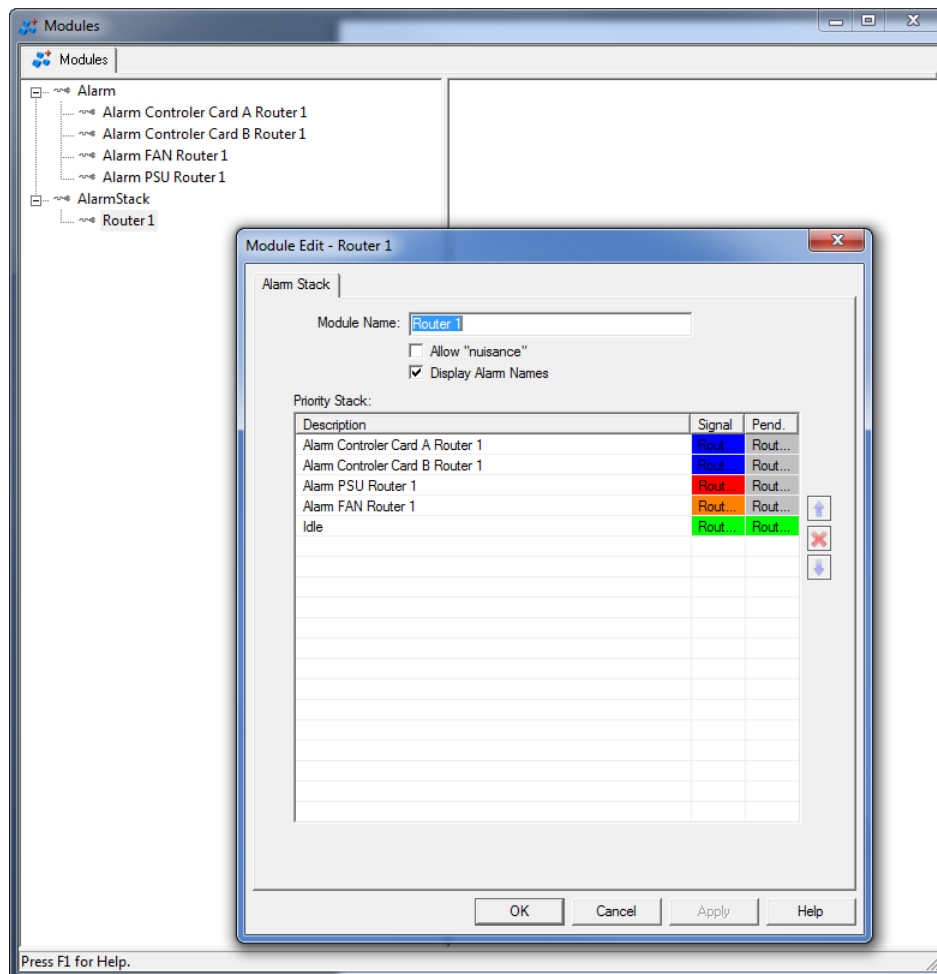 Modules
Modules
Alarm
Alarm Controler Card A Router 1
Alarm Controler Card B Router 1
Alarm FAN Router 1
Alarm PSU Router 1
AlarmStack
Router 1
Module Edit - Router 1
Alarm Stack
Module Name: Router 1
Allow "nuisance"
Display Alarm Names
Priority Stack:
Description Signal Pend.
Alarm Controler Card A Router 1 Rout... Rout...
Alarm Controler Card B Router 1 Rout... Rout...
Alarm PSU Router 1 Rout... Rout...
Alarm FAN Router 1 Rout... Rout...
Idle Rout... Rout...
OK Cancel Apply Help
Press F1 for Help.